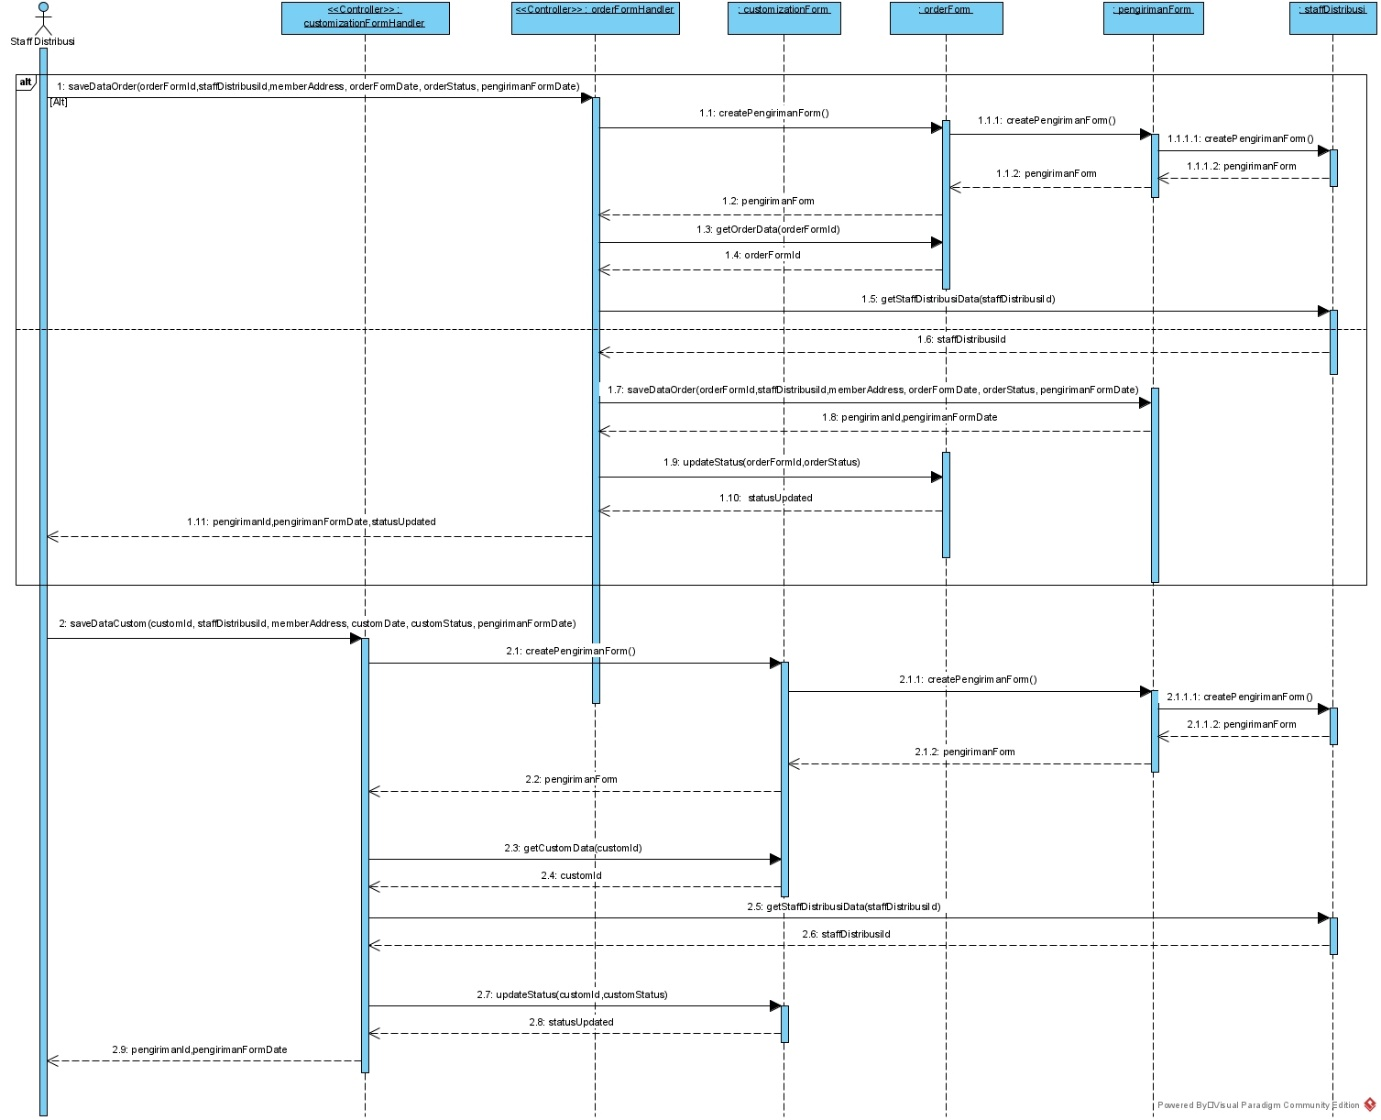 <<Controller>> :
customizationFormHandler
<<Controller>> : orderFormHandler
: customizationForm
: orderForm
: pengirimanForm
: staffDistribusi
Staff Distribusi
alt
1: saveDataOrder(orderFormId,staffDistribusiId,memberAddress, orderFormDate, orderStatus, pengirimanFormDate)
[Alt]
1.1: createPengirimanForm()
1.1.1: createPengirimanForm()
1.1.1.1: createPengirimanForm()
1.1.1.2: pengirimanForm
1.1.2: pengirimanForm
1.2: pengirimanForm
1.3: getOrderData(orderFormId)
1.4: orderFormId
1.5: getStaffDistribusiData(staffDistribusiId)
1.6: staffDistribusiId
1.7: saveDataOrder(orderFormId,staffDistribusiId,memberAddress, orderFormDate, orderStatus, pengirimanFormDate)
1.8: pengirimanId,pengirimanFormDate
1.9: updateStatus(orderFormId,orderStatus)
1.10: statusUpdated
1.11: pengirimanId,pengirimanFormDate,statusUpdated
2: saveDataCustom(customId, staffDistribusiId, memberAddress, customDate, customStatus, pengirimanFormDate)
2.1: createPengirimanForm()
2.1.1: createPengirimanForm()
2.1.1.1: createPengirimanForm()
2.1.1.2: pengirimanForm
2.1.2: pengirimanForm
2.2: pengirimanForm
2.3: getCustomData(customId)
2.4: customId
2.5: getStaffDistribusiData(staffDistribusiId)
2.6: staffDistribusiId
2.7: updateStatus(customId,customStatus)
2.8: statusUpdated
2.9: pengirimanId,pengirimanFormDate
Powered By Visual Paradigm Community Edition